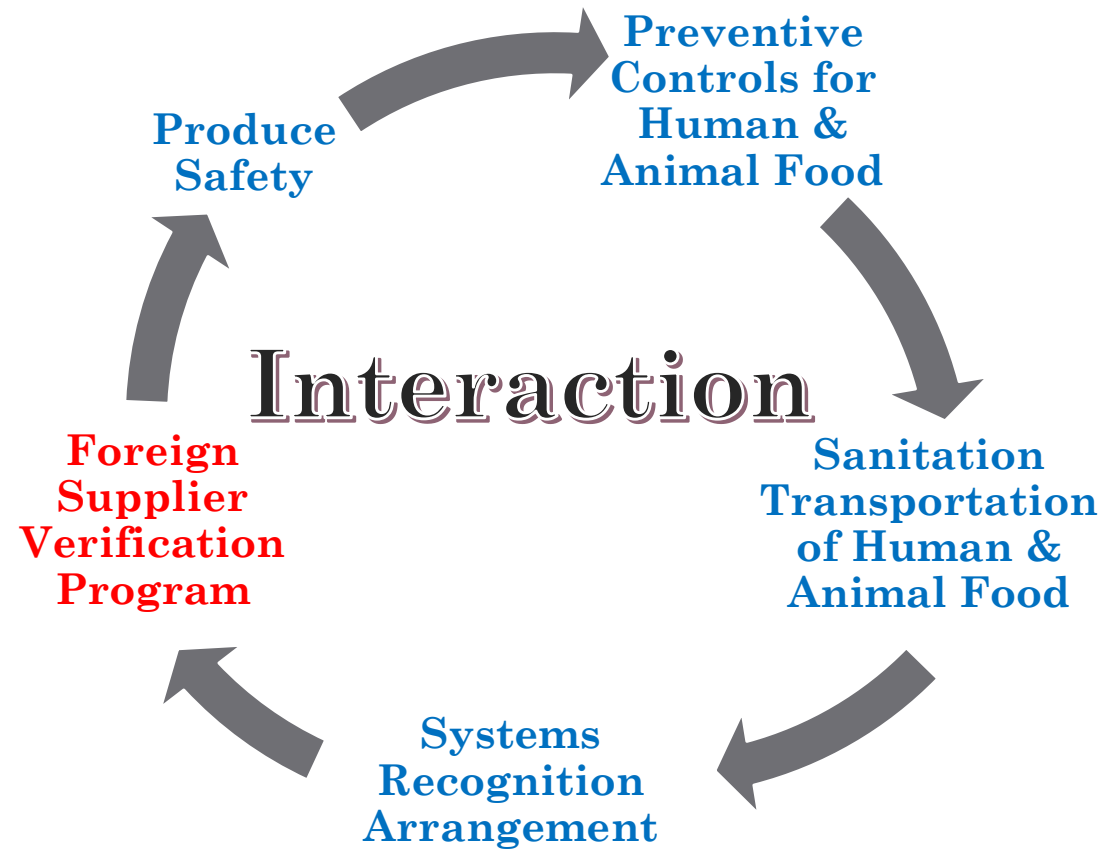 Preventive
Controls for
Human &
Animal Food
Produce
Safety
Interaction
Foreign
Supplier
Verification
Program
Sanitation
Transportation
of Human &
Animal Food
Systems
Recognition
Arrangement